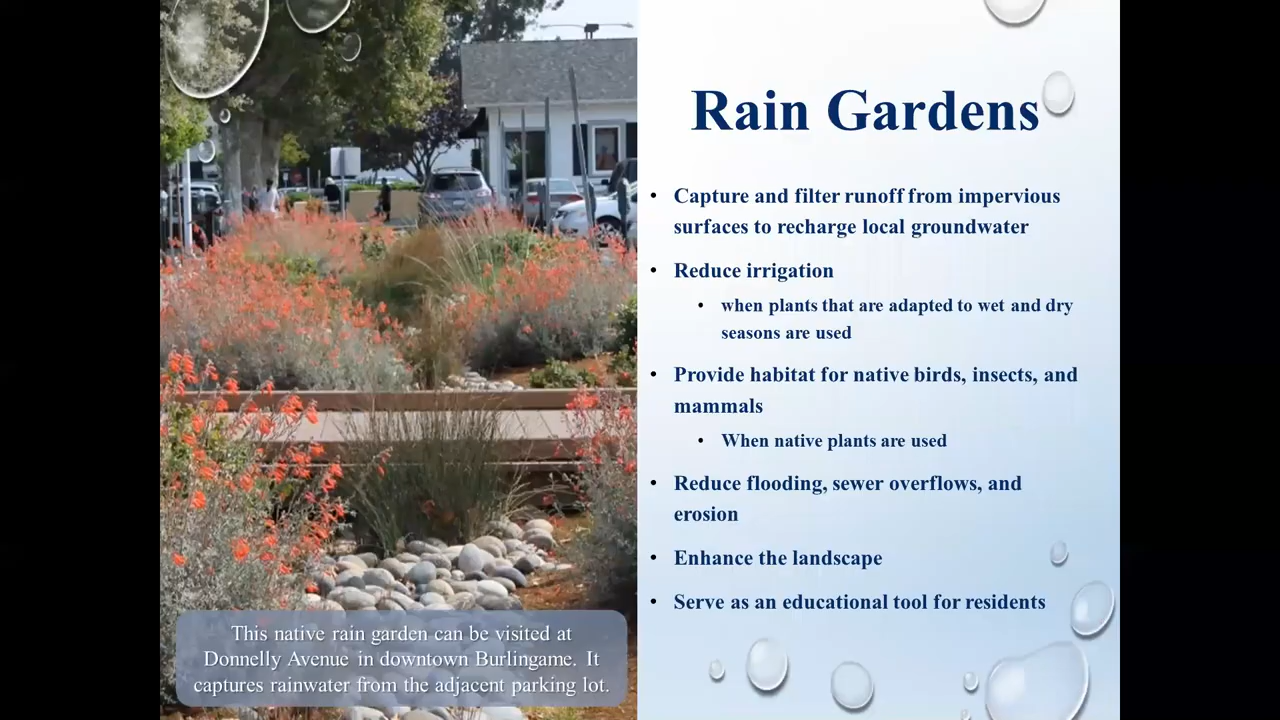 Rain Gardens
• Capture and filter runoff from impervious
surfaces to recharge local groundwater
• Reduce irrigation
• when plants that are adapted to wet and dry
seasons are used
• Provide habitat for native birds, insects, and
mammals
• When native plants are used
• Reduce flooding, sewer overflows, and
erosion
• Enhance the landscape
• Serve as an educational tool for residents
This native rain garden can be visited at
Donnelly Avenue in downtown Burlingame. It
captures rainwater from the adjacent parking lot.